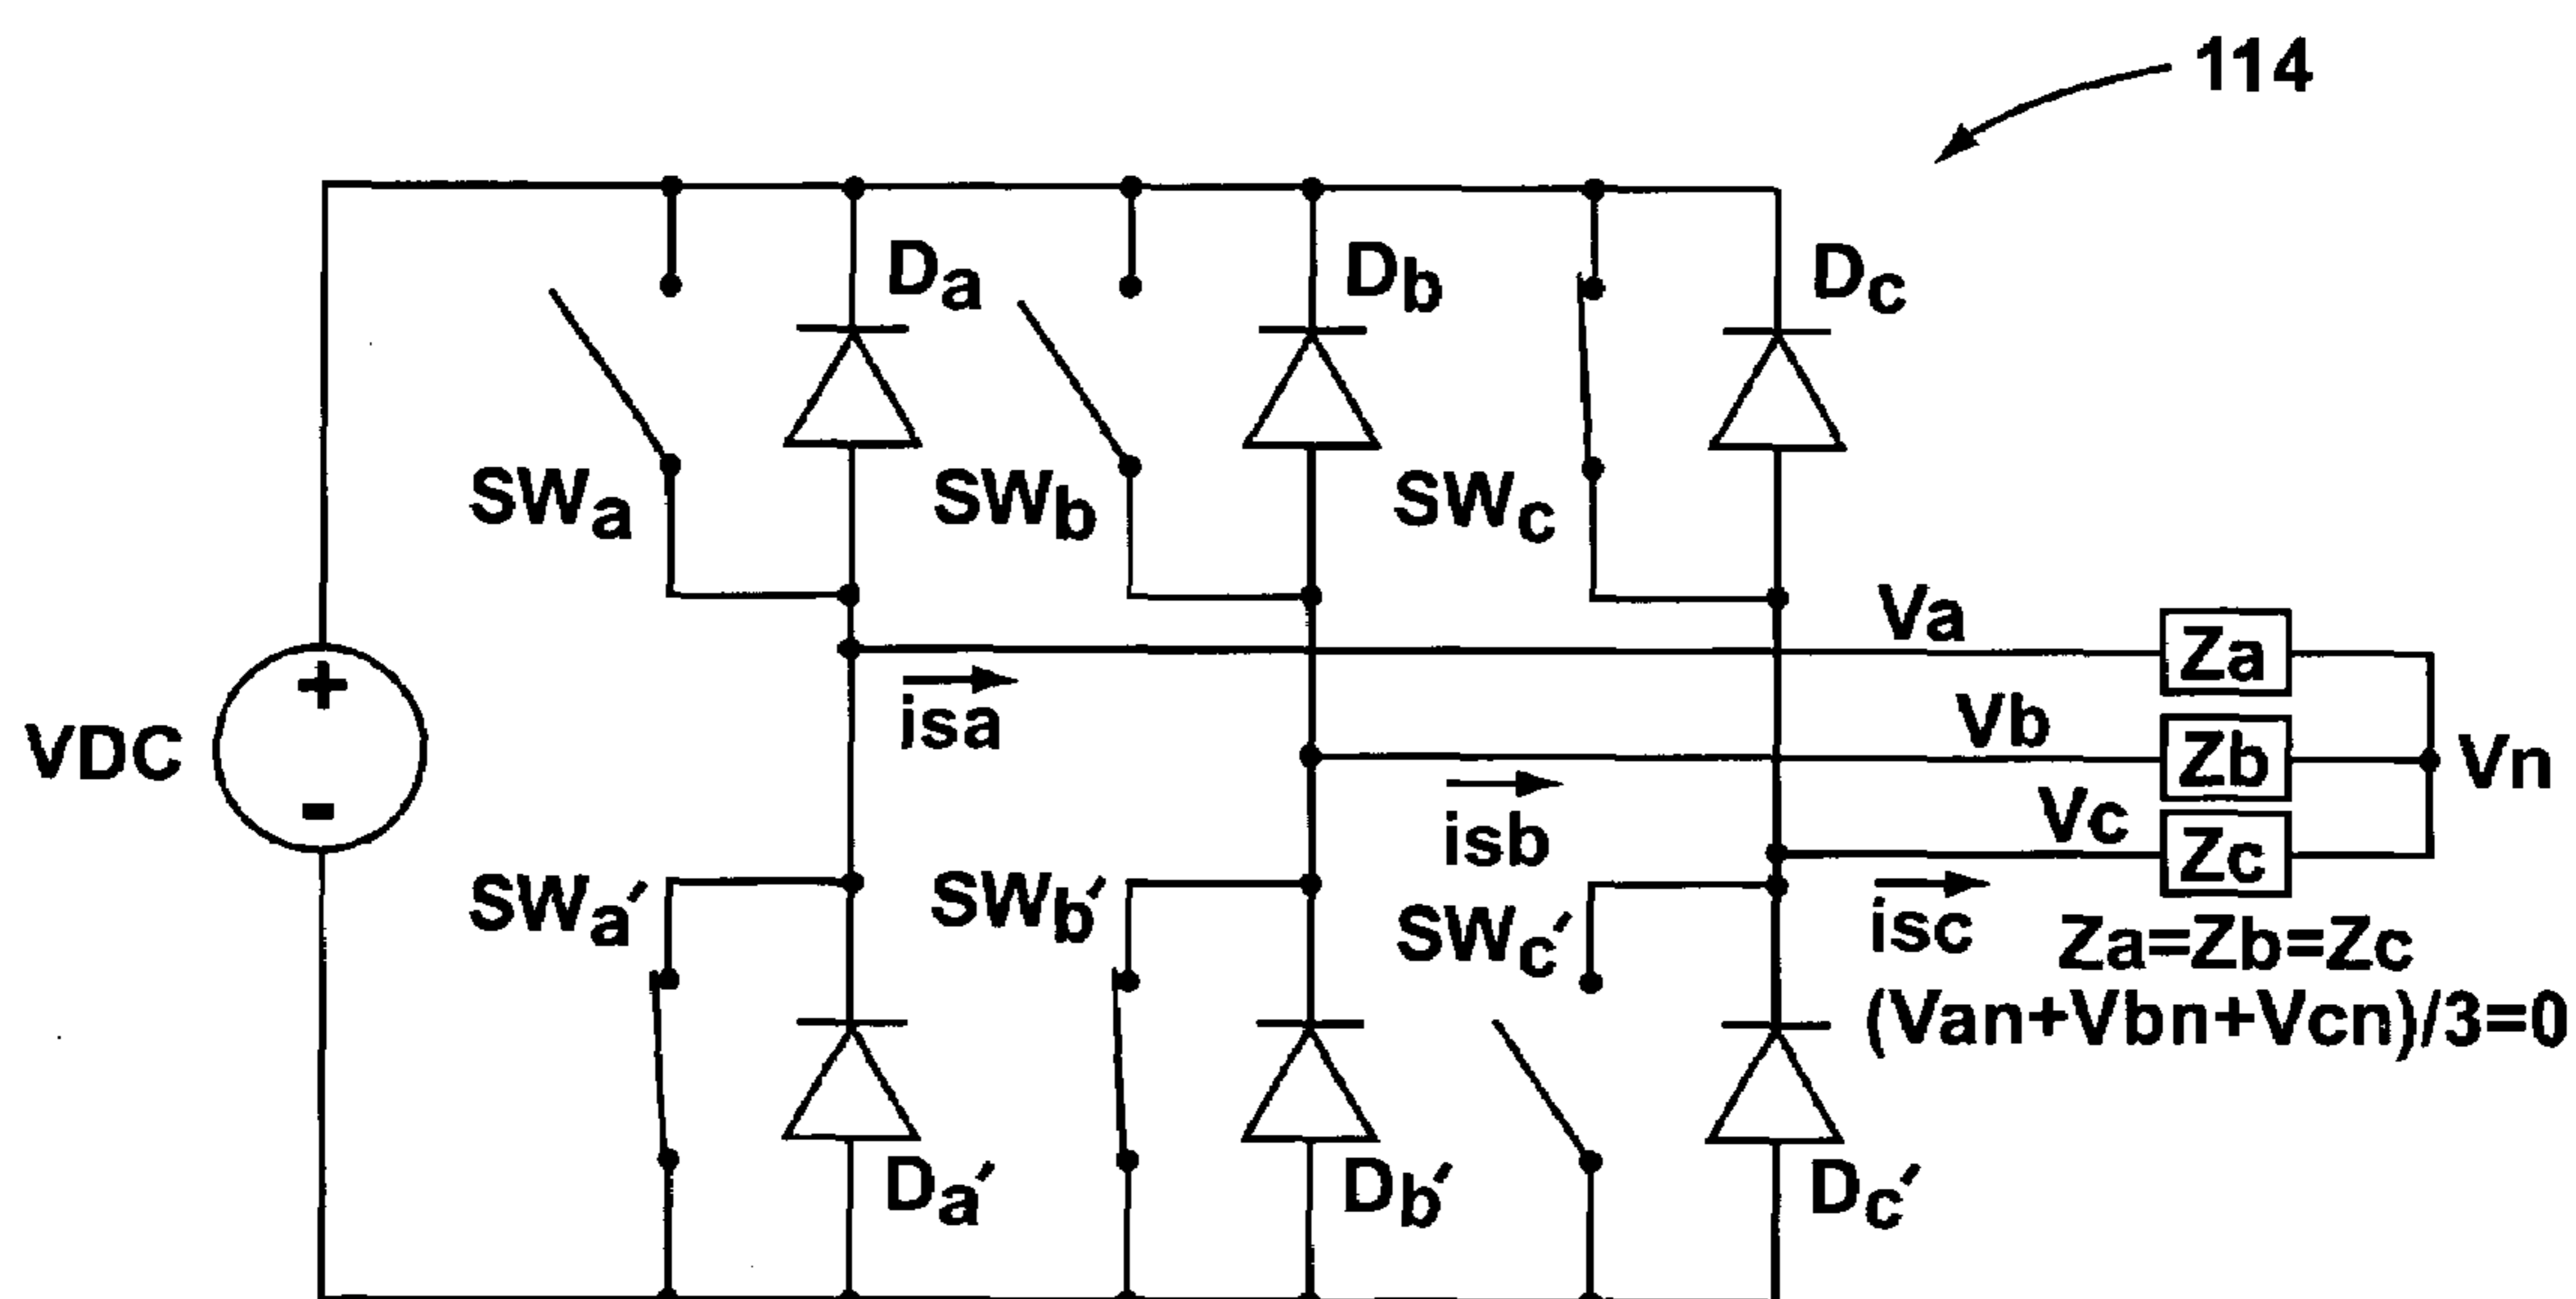 114
Da
Db
Dc
SWa
SWb
SWc
Va
Za
isa
VDC
+
-
Vb
Zb
Vn
isb
Vc
Zc
isc
SWa′
SWb′
SWc′
Za=Zb=Zc
(Van+Vbn+Vcn)/3=0
Da′
Db′
Dc′